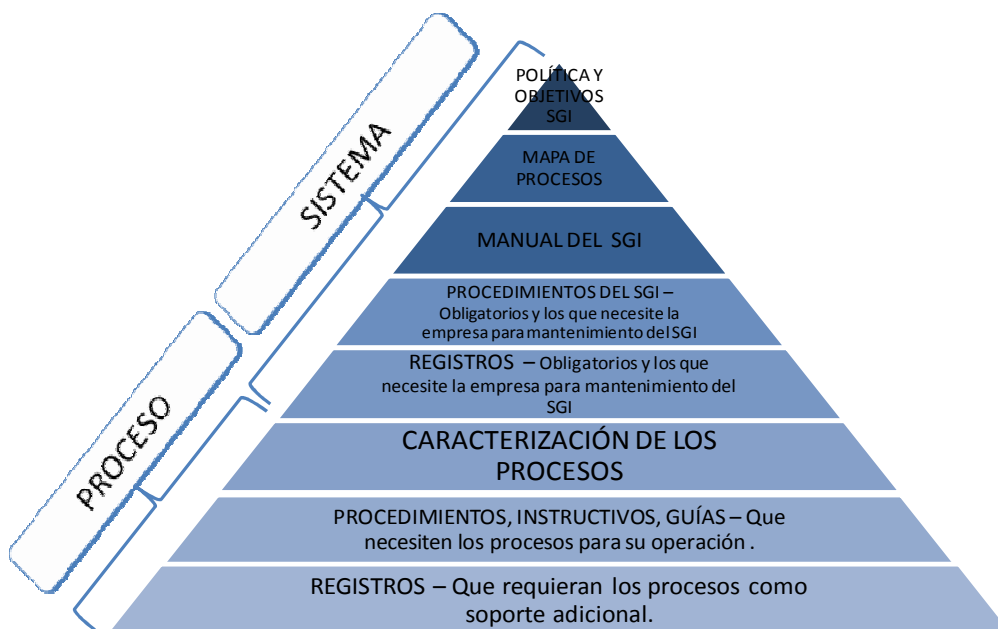 SISTEMA
PROCESO
POLÍTICA Y
OBJETIVOS
SGI
MAPA DE
PROCESOS
MANUAL DEL SGI
PROCEDIMIENTOS DEL SGI –
Obligatorios y los que necesite la
empresa para mantenimiento del SGI
REGISTROS – Obligatorios y los que
necesite la empresa para mantenimiento del
SGI
CARACTERIZACIÓN DE LOS
PROCESOS
PROCEDIMIENTOS, INSTRUCTIVOS, GUÍAS – Que
necesiten los procesos para su operación .
REGISTROS – Que requieran los procesos como
soporte adicional.